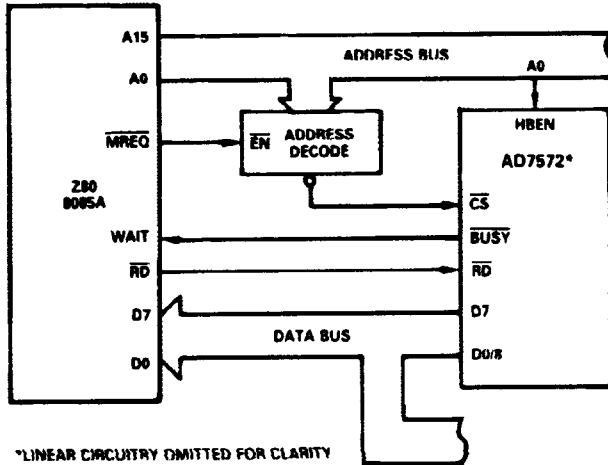 A15
ADDRESS BUS
A0
A0
HBEN
MREQ
EN
ADDRESS
DECODE
AD7572*
Z80
8085A
CS
WAIT
BUSY
RD
RD
D7
D7
DATA BUS
D0
D0/8
*LINEAR CIRCUITRY OMITTED FOR CLARITY